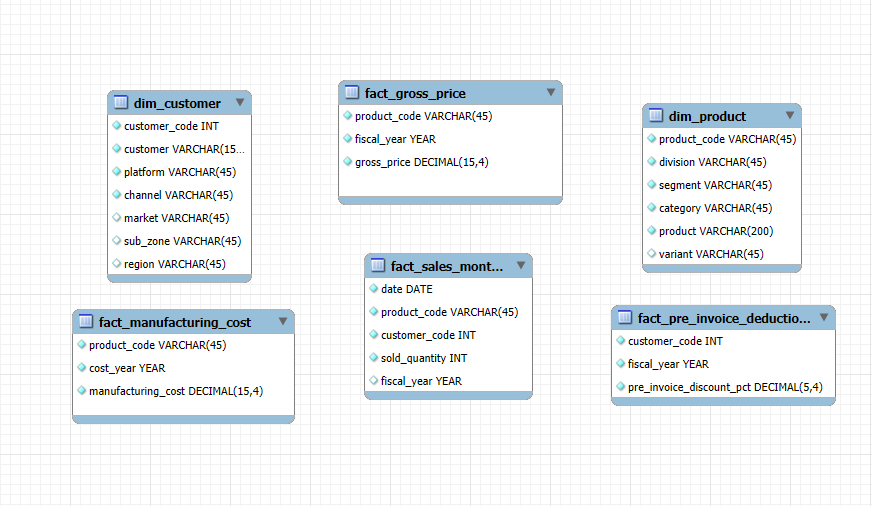 dim_customer
customer_code INT
customer VARCHAR(15...
platform VARCHAR(45)
channel VARCHAR(45)
market VARCHAR(45)
sub_zone VARCHAR(45)
region VARCHAR(45)
fact_gross_price
product_code VARCHAR(45)
fiscal_year YEAR
gross_price DECIMAL(15,4)
dim_product
product_code VARCHAR(45)
division VARCHAR(45)
segment VARCHAR(45)
category VARCHAR(45)
product VARCHAR(200)
variant VARCHAR(45)
fact_manufacturing_cost
product_code VARCHAR(45)
cost_year YEAR
manufacturing_cost DECIMAL(15,4)
fact_sales_mont...
date DATE
product_code VARCHAR(45)
customer_code INT
sold_quantity INT
fiscal_year YEAR
fact_pre_invoice_deductio...
customer_code INT
fiscal_year YEAR
pre_invoice_discount_pct DECIMAL(5,4)